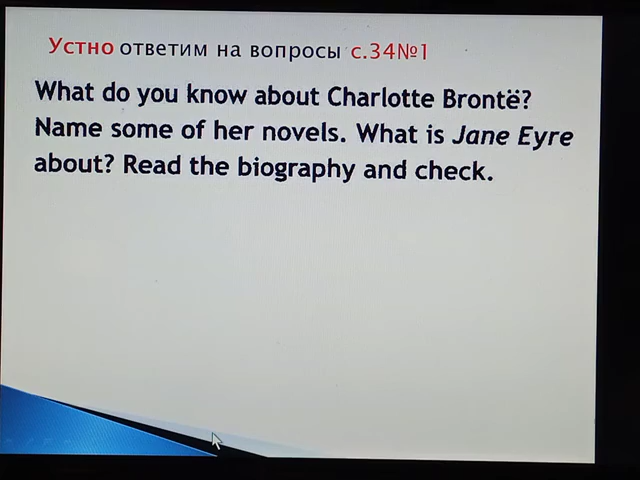 Устно ответим на вопросы с.34№1
What do you know about Charlotte Brontë?
Name some of her novels. What is Jane Eyre
about? Read the biography and check.